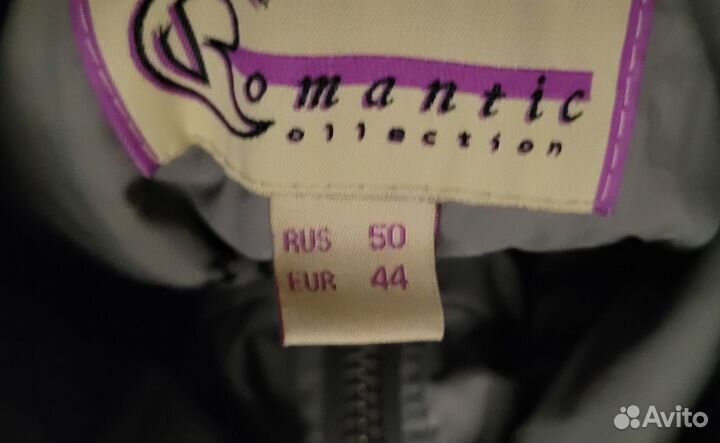 Romantic
Collection
RUS 50
EUR 44
Avito